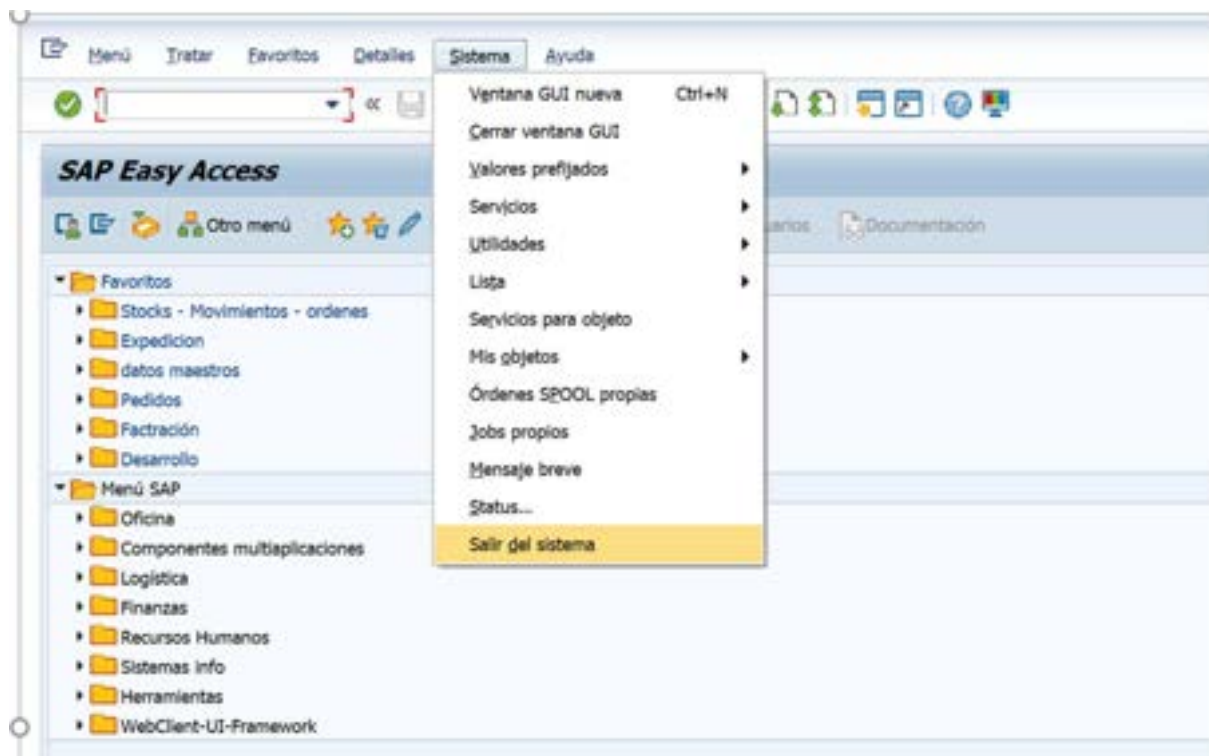 Menú Tratar Favoritos Detalles Sistema Ayuda
Ventana GUI nueva Ctrl+N
Cerrar ventana GUI
Valores prefijados
Servicios
Utilidades
Lista
Servicios para objeto
Mis objetos
Órdenes SPOOL propias
Jobs propios
Mensaje breve
Status...
Salir del sistema
SAP Easy Access
Otro menú Documentación
Favoritos
Stocks - Movimientos - ordenes
Expedicion
datos maestros
Pedidos
Factración
Desarrollo
Menú SAP
Oficina
Componentes multiaplicaciones
Logística
Finanzas
Recursos Humanos
Sistemas info
Herramientas
WebClient-UI-Framework